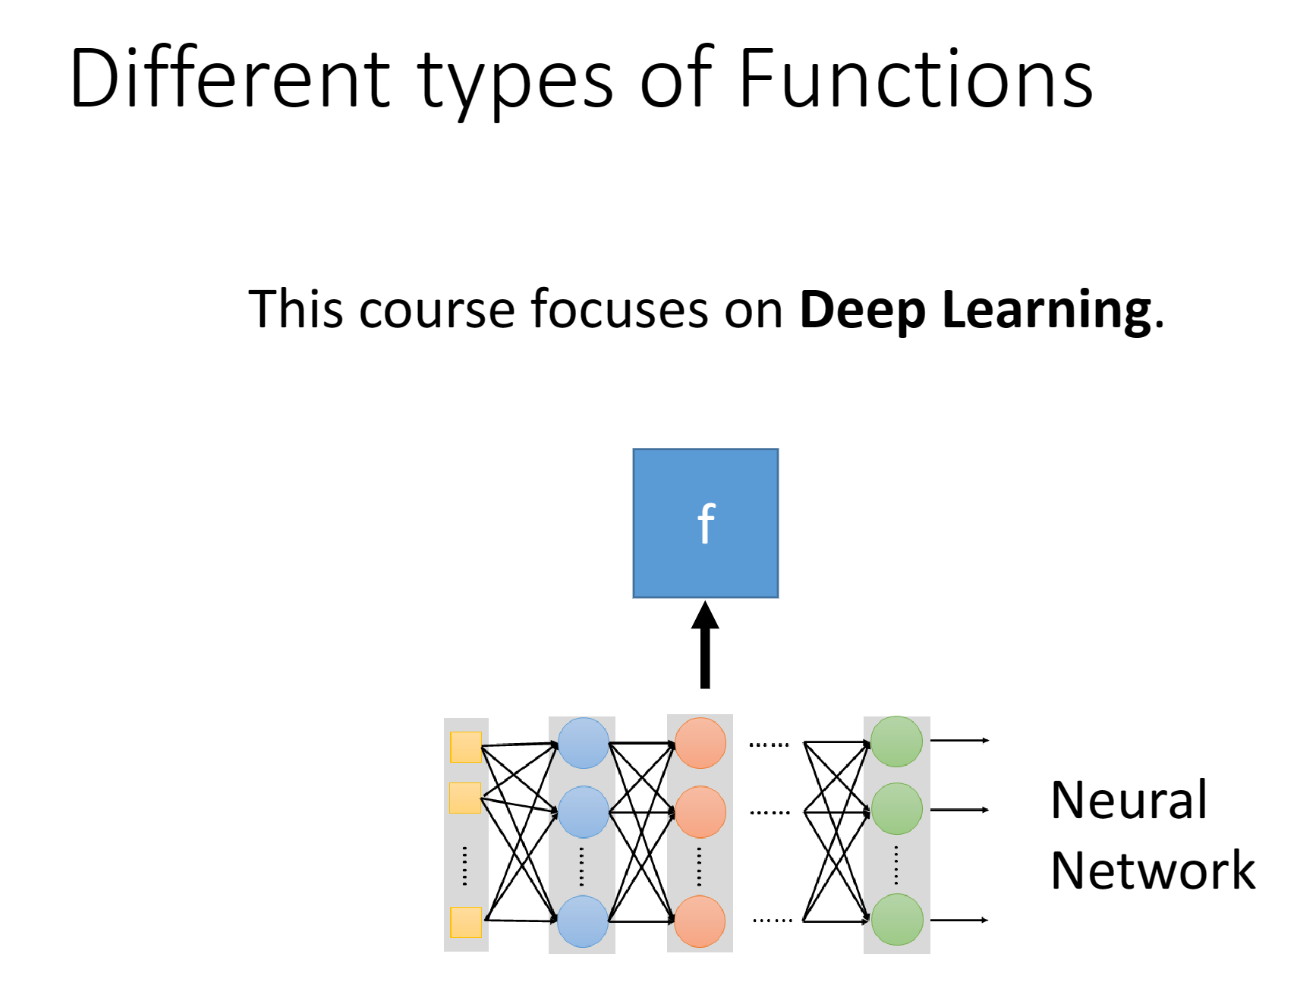 Different types of Functions
This course focuses on Deep Learning.
f
……
……
……
Neural
Network